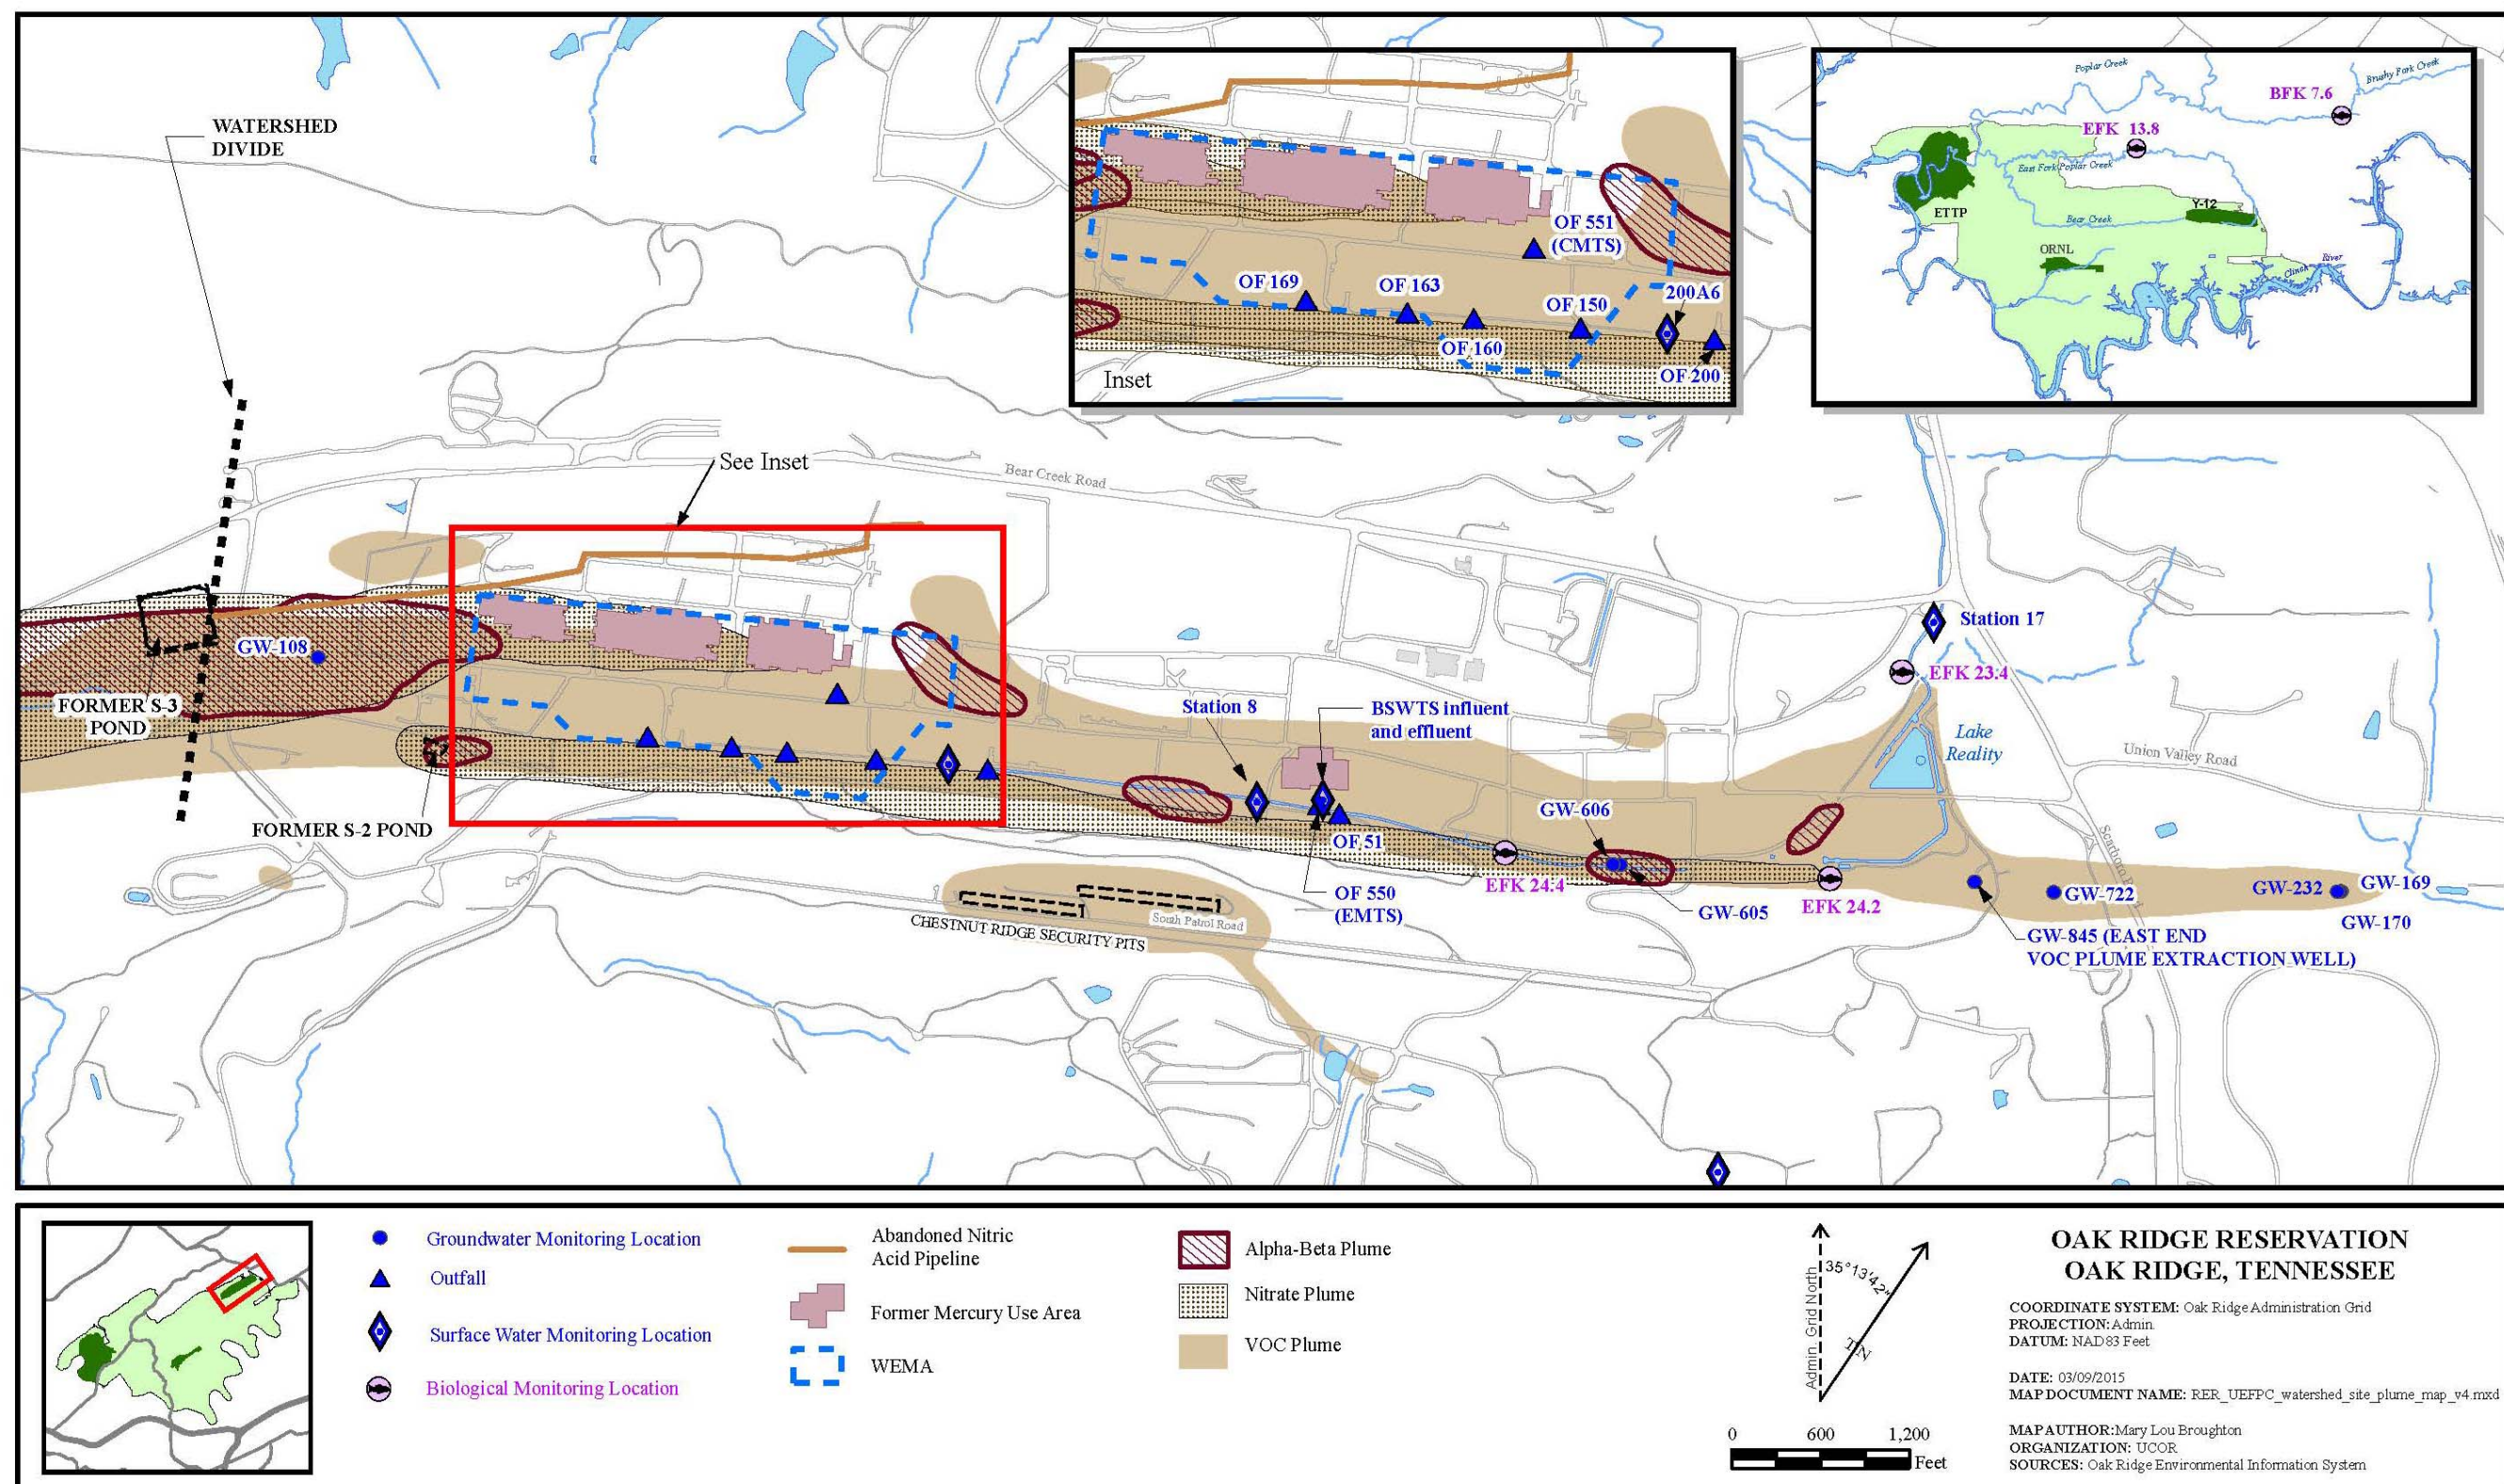 WATERSHED
DIVIDE
OF 551
(CMTS)
OF 169
OF 163
OF 150
200A6
OF 160
OF 200
Inset
Poplar Creek
Brushy Fork Creek
BFK 7.6
EFK 13.8
East Fork Poplar Creek
ETTP
Y-12
Bear Creek
ORNL
Clinch River
See Inset
Bear Creek Road
GW-108
FORMER S-3
POND
FORMER S-2 POND
Station 17
EFK 23.4
Station 8
BSWTS influent
and effluent
Lake
Reality
Union Valley Road
GW-606
OF 51
EFK 24.4
OF 550
(EMTS)
GW-605
EFK 24.2
GW-722
GW-232
GW-169
GW-170
GW-845 (EAST END
VOC PLUME EXTRACTION WELL)
South Patrol Road
CHESTNUT RIDGE SECURITY PITS
Groundwater Monitoring Location
Outfall
Surface Water Monitoring Location
Biological Monitoring Location
Abandoned Nitric
Acid Pipeline
Former Mercury Use Area
WEMA
Alpha-Beta Plume
Nitrate Plume
VOC Plume
Admin. Grid North
35°13'42"
TN
0 600 1,200
Feet
OAK RIDGE RESERVATION
OAK RIDGE, TENNESSEE
COORDINATE SYSTEM: Oak Ridge Administration Grid
PROJECTION: Admin.
DATUM: NAD83 Feet
DATE: 03/09/2015
MAP DOCUMENT NAME: RER_UEFPC_watershed_site_plume_map_v4.mxd
MAP AUTHOR: Mary Lou Broughton
ORGANIZATION: UCOR
SOURCES: Oak Ridge Environmental Information System